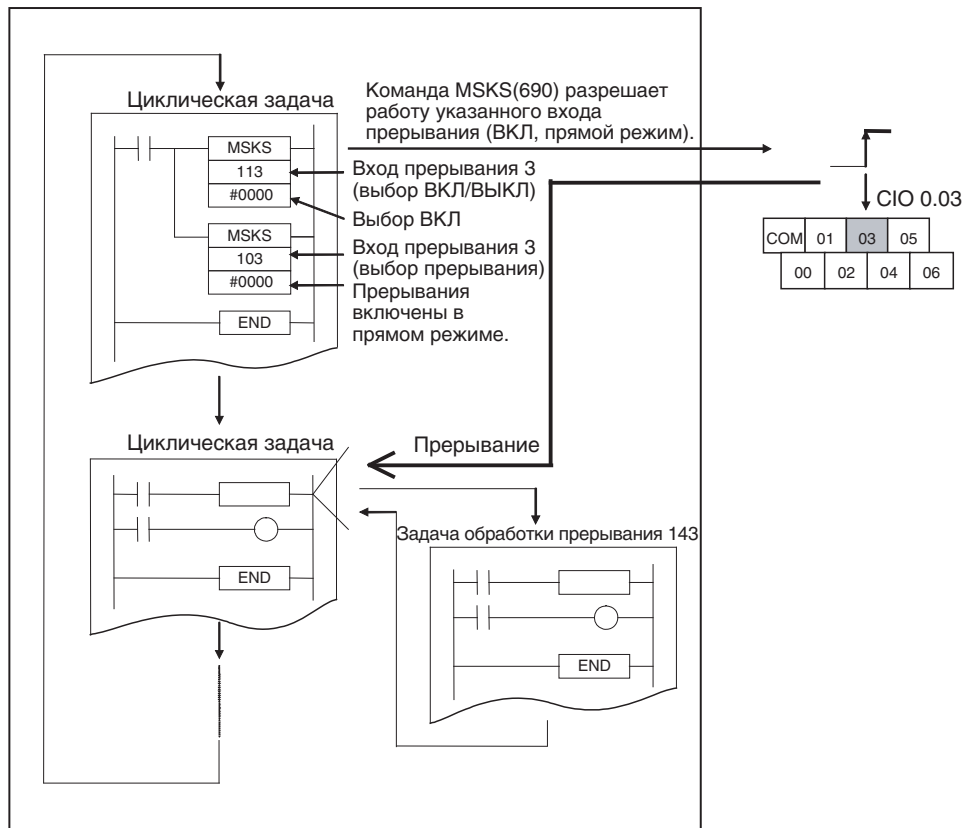 Циклическая задача
MSKS
113
#0000
MSKS
103
#0000
END
Команда MSKS(690) разрешает
работу указанного входа
прерывания (ВКЛ, прямой режим).
Вход прерывания 3
(выбор ВКЛ/ВЫКЛ)
Выбор ВКЛ
Вход прерывания 3
(выбор прерывания)
Прерывания
включены в
прямом режиме.
CIO 0.03
COM 01 03 05
00 02 04 06
Циклическая задача
Прерывание
END
Задача обработки прерывания 143
END